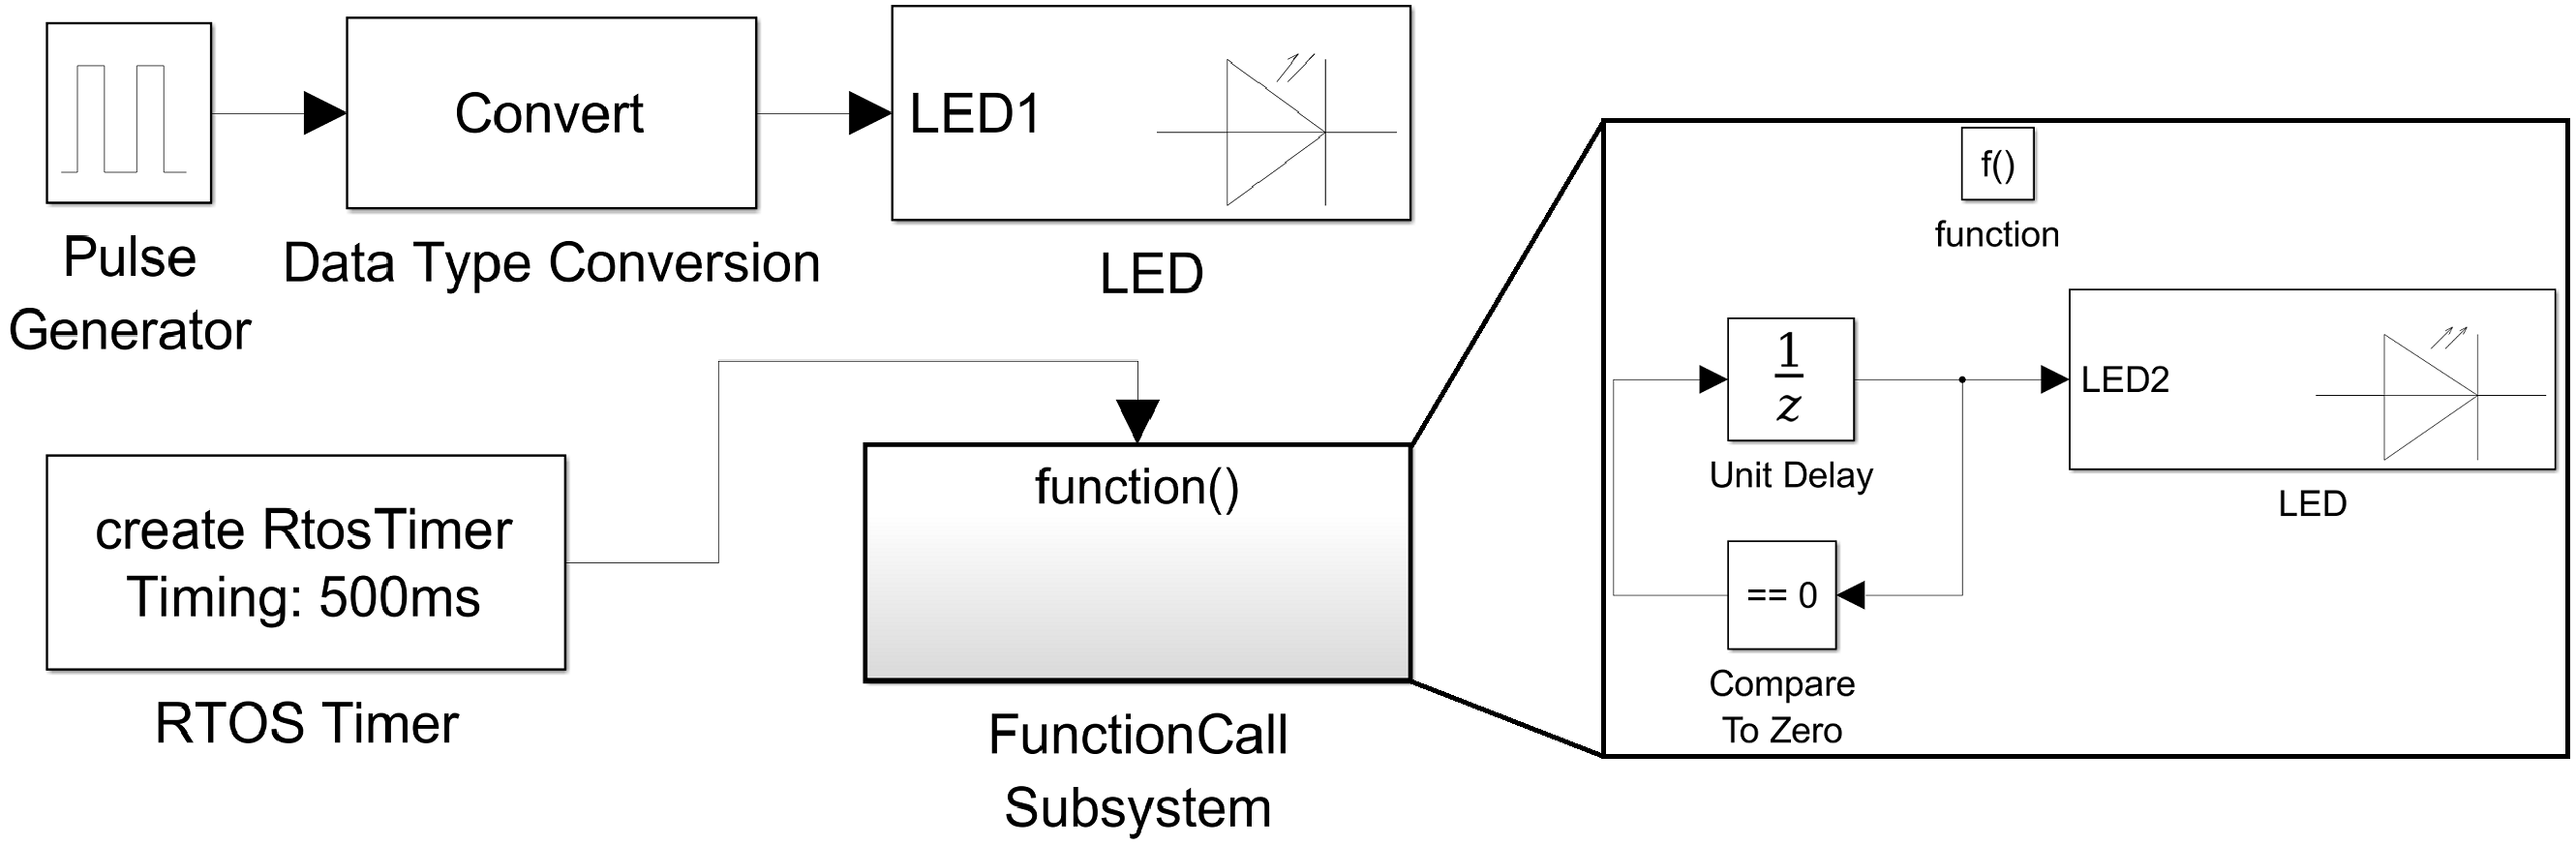 Convert
LED1
Pulse
Generator
Data Type Conversion
LED
create RtosTimer
Timing: 500ms
RTOS Timer
function()
FunctionCall
Subsystem
f()
function
1
z
Unit Delay
LED2
LED
== 0
Compare
To Zero